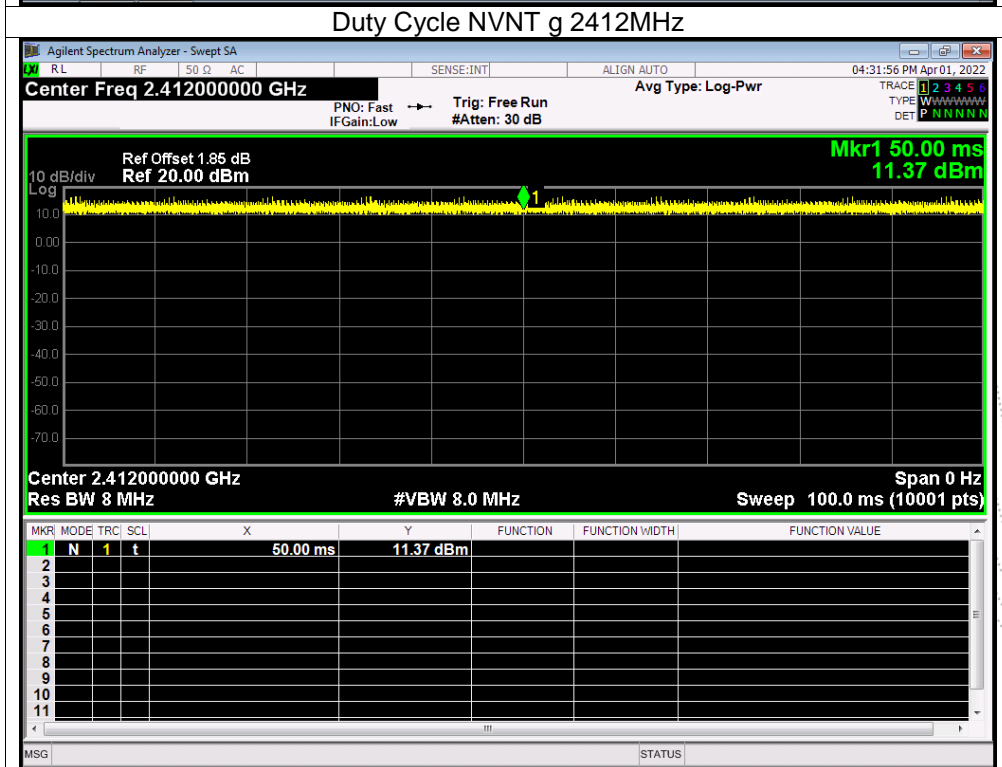 Duty Cycle NVNT g 2412MHz
Agilent Spectrum Analyzer - Swept SA
LXI RL RF 50 Ω AC SENSE:INT ALIGN AUTO 04:31:56 PM Apr 01, 2022
Center Freq 2.412000000 GHz
PNO: Fast Trig: Free Run Avg Type: Log-Pwr TRACE 1 2 3 4 5 6
IFGain:Low #Atten: 30 dB TYPE WWWWWW
DET P N N N N N
Ref Offset 1.85 dB Mkr1 50.00 ms
10 dB/div Ref 20.00 dBm 11.37 dBm
Log
1
10.0
0.00
-10.0
-20.0
-30.0
-40.0
-50.0
-60.0
-70.0
Center 2.412000000 GHz Span 0 Hz
Res BW 8 MHz #VBW 8.0 MHz Sweep 100.0 ms (10001 pts)
MKR MODE TRC SCL X Y FUNCTION FUNCTION WIDTH FUNCTION VALUE
1 N 1 t 50.00 ms 11.37 dBm
2
3
4
5
6
7
8
9
10
11
MSG STATUS